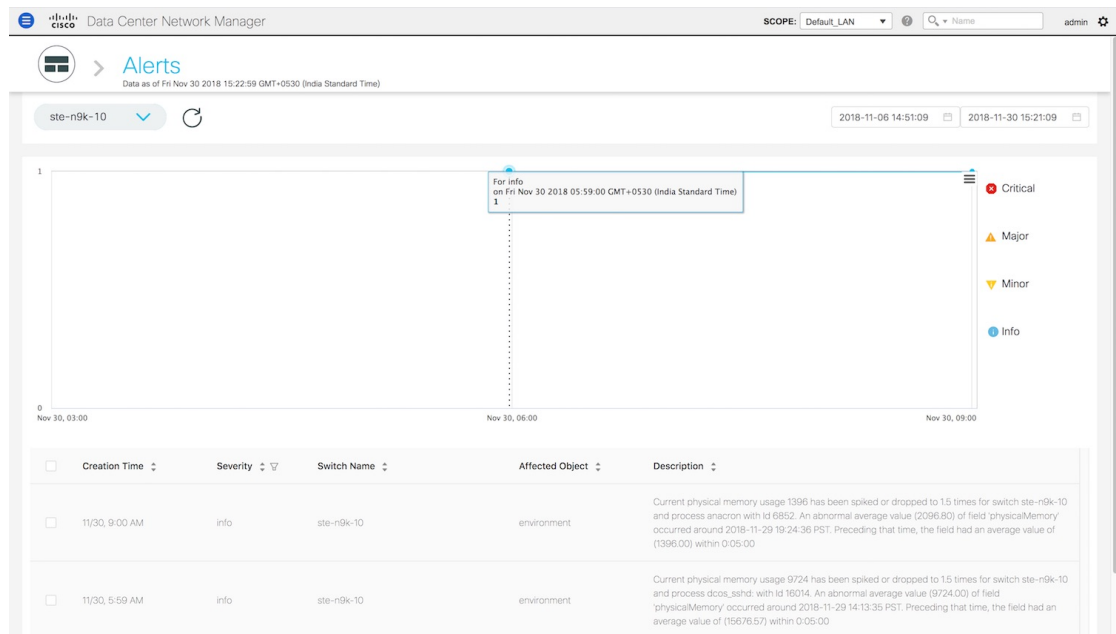 cisco Data Center Network Manager SCOPE: Default_LAN Name admin
Alerts
Data as of Fri Nov 30 2018 15:22:59 GMT+0530 (India Standard Time)
ste-n9k-10 2018-11-06 14:51:09 2018-11-30 15:21:09
1
For info
on Fri Nov 30 2018 05:59:00 GMT+0530 (India Standard Time)
1
Critical
Major
Minor
Info
0
Nov 30, 03:00 Nov 30, 06:00 Nov 30, 09:00
Creation Time Severity Switch Name Affected Object Description
11/30, 9:00 AM info ste-n9k-10 environment
Current physical memory usage 1396 has been spiked or dropped to 1.5 times for switch ste-n9k-10
and process anacron with Id 6852. An abnormal average value (2096.80) of field 'physicalMemory'
occurred around 2018-11-29 19:24:36 PST. Preceding that time, the field had an average value of
(1396.00) within 0:05:00
11/30, 5:59 AM info ste-n9k-10 environment
Current physical memory usage 9724 has been spiked or dropped to 1.5 times for switch ste-n9k-10
and process dcos_sshd: with Id 16014. An abnormal average value (9724.00) of field
'physicalMemory' occurred around 2018-11-29 14:13:35 PST. Preceding that time, the field had an
average value of (15676.57) within 0:05:00